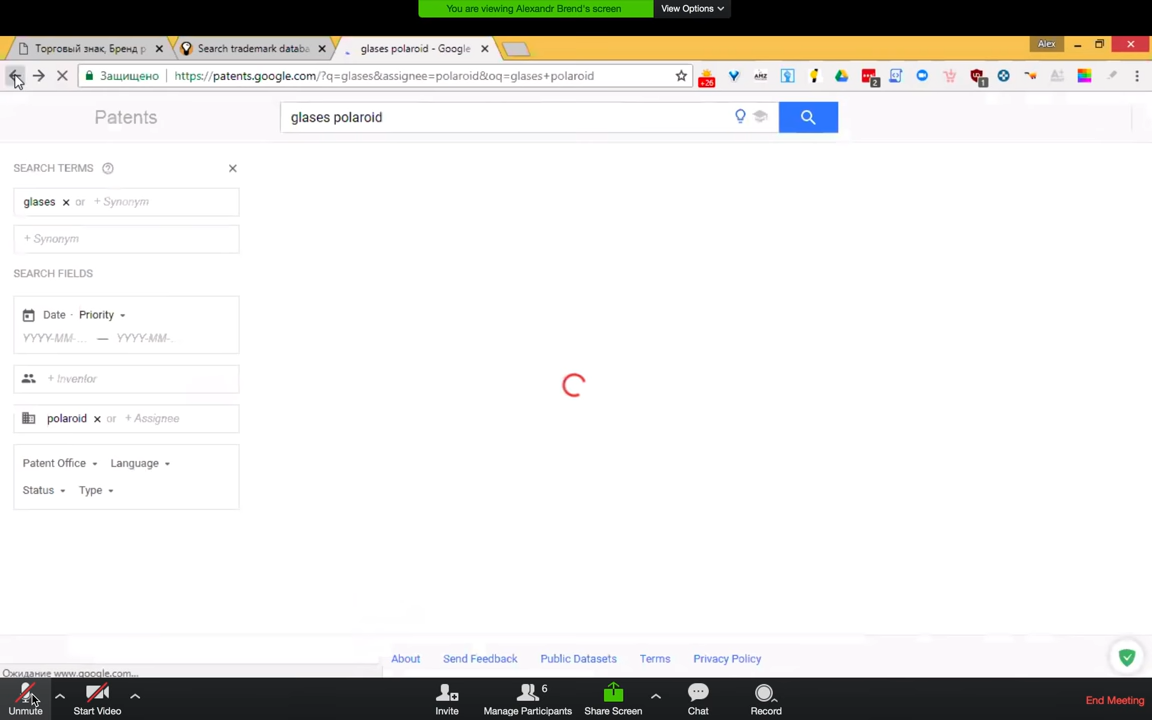 You are viewing Alexandr Brend's screen View Options
Торговый знак, Бренд р
Search trademark databa
glases polaroid - Google
Alex
Защищено https://patents.google.com/?q=glases&assignee=polaroid&oq=glases+polaroid
+26
2
1
Patents
glases polaroid
SEARCH TERMS
glases × or + Synonym
+ Synonym
SEARCH FIELDS
Date · Priority
YYYY-MM-... — YYYY-MM-...
+ Inventor
polaroid × or + Assignee
Patent Office Language
Status Type
About Send Feedback Public Datasets Terms Privacy Policy
Ожидание www.google.com...
Unmute
Start Video
Invite
6
Manage Participants
Share Screen
Chat
Record
End Meeting